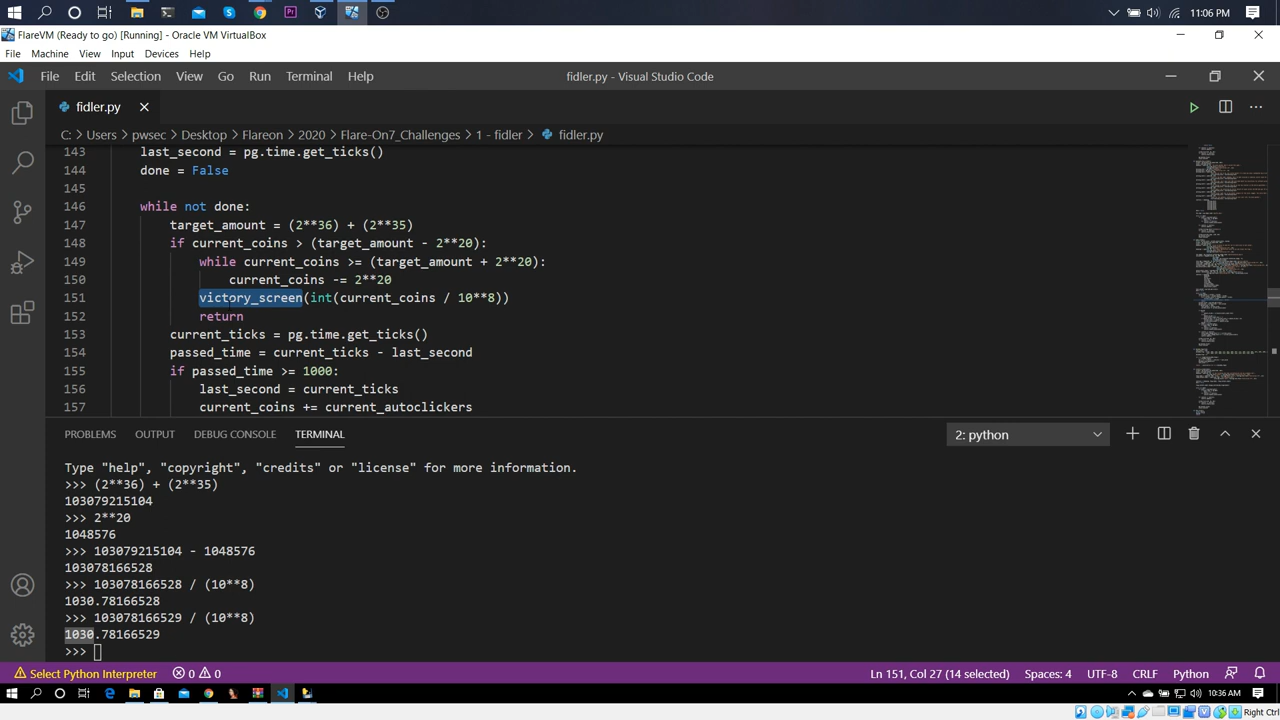 11:06 PM
FlareVM (Ready to go) [Running] - Oracle VM VirtualBox
File Machine View Input Devices Help
File Edit Selection View Go Run Terminal Help
fidler.py - Visual Studio Code
fidler.py
C: > Users > pwsec > Desktop > Flareon > 2020 > Flare-On7_Challenges > 1 - fidler > fidler.py
143 last_second = pg.time.get_ticks()
144 done = False
145
146 while not done:
147 target_amount = (2**36) + (2**35)
148 if current_coins > (target_amount - 2**20):
149 while current_coins >= (target_amount + 2**20):
150 current_coins -= 2**20
151 victory_screen(int(current_coins / 10**8))
152 return
153 current_ticks = pg.time.get_ticks()
154 passed_time = current_ticks - last_second
155 if passed_time >= 1000:
156 last_second = current_ticks
157 current_coins += current_autoclickers
PROBLEMS OUTPUT DEBUG CONSOLE TERMINAL
2: python
Type "help", "copyright", "credits" or "license" for more information.
>>> (2**36) + (2**35)
103079215104
>>> 2**20
1048576
>>> 103079215104 - 1048576
103078166528
>>> 103078166528 / (10**8)
1030.78166528
>>> 103078166529 / (10**8)
1030.78166529
>>>
Select Python Interpreter 0 0
Ln 151, Col 27 (14 selected) Spaces: 4 UTF-8 CRLF Python
10:36 AM
Right Ctrl